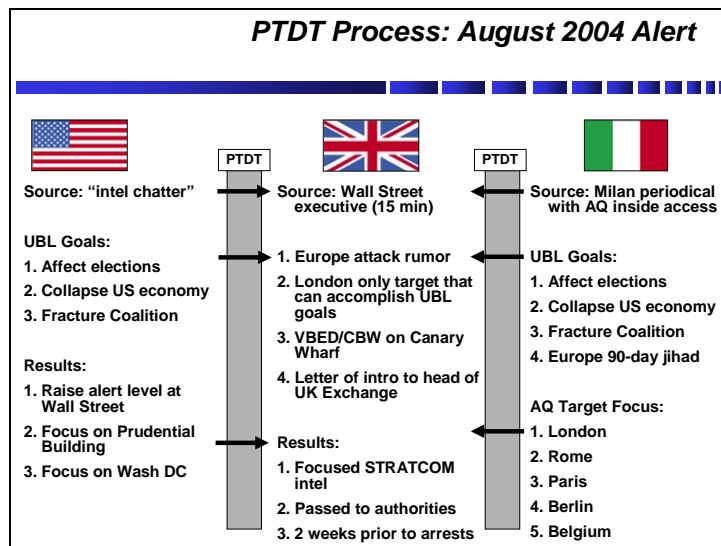 PTDT Process: August 2004 Alert
PTDT
PTDT
Source: “intel chatter”
UBL Goals:
1. Affect elections
2. Collapse US economy
3. Fracture Coalition
Results:
1. Raise alert level at
Wall Street
2. Focus on Prudential
Building
3. Focus on Wash DC
Source: Wall Street
executive (15 min)
1. Europe attack rumor
2. London only target that
can accomplish UBL
goals
3. VBED/CBW on Canary
Wharf
4. Letter of intro to head of
UK Exchange
Results:
1. Focused STRATCOM
intel
2. Passed to authorities
3. 2 weeks prior to arrests
Source: Milan periodical
with AQ inside access
UBL Goals:
1. Affect elections
2. Collapse US economy
3. Fracture Coalition
4. Europe 90-day jihad
AQ Target Focus:
1. London
2. Rome
3. Paris
4. Berlin
5. Belgium